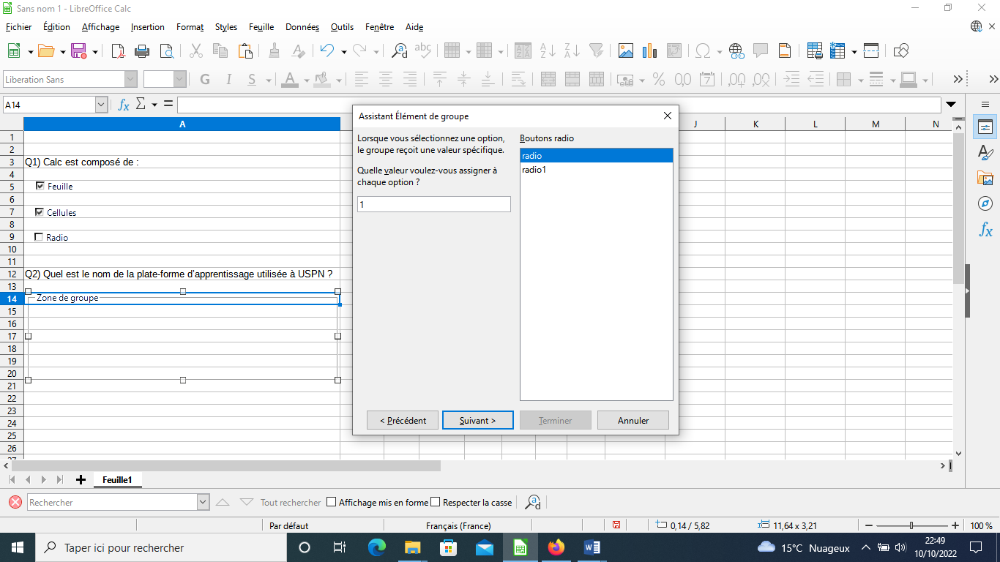 Sans nom 1 - LibreOffice Calc
Fichier Édition Affichage Insertion Format Styles Feuille Données Outils Fenêtre Aide
Liberation Sans
G I S A % 0,0 7 ,00 ,00
A14 fx Σ =
A J K L M N
1
2
3 Q1) Calc est composé de :
4
5 Feuille
6
7 Cellules
8
9 Radio
10
11
12 Q2) Quel est le nom de la plate-forme d'apprentissage utilisée à USPN ?
13
14 Zone de groupe
15
16
17
18
19
20
21
22
23
24
25
26
27
Assistant Élément de groupe
Lorsque vous sélectionnez une option,
le groupe reçoit une valeur spécifique.
Quelle valeur voulez-vous assigner à
chaque option ?
1
Boutons radio
radio
radio1
< Précédent Suivant > Terminer Annuler
Feuille1
Rechercher Tout rechercher Affichage mis en forme Respecter la casse
Par défaut Français (France) 0,14 / 5,82 11,64 x 3,21 100 %
Taper ici pour rechercher 15°C Nuageux 22:49
10/10/2022